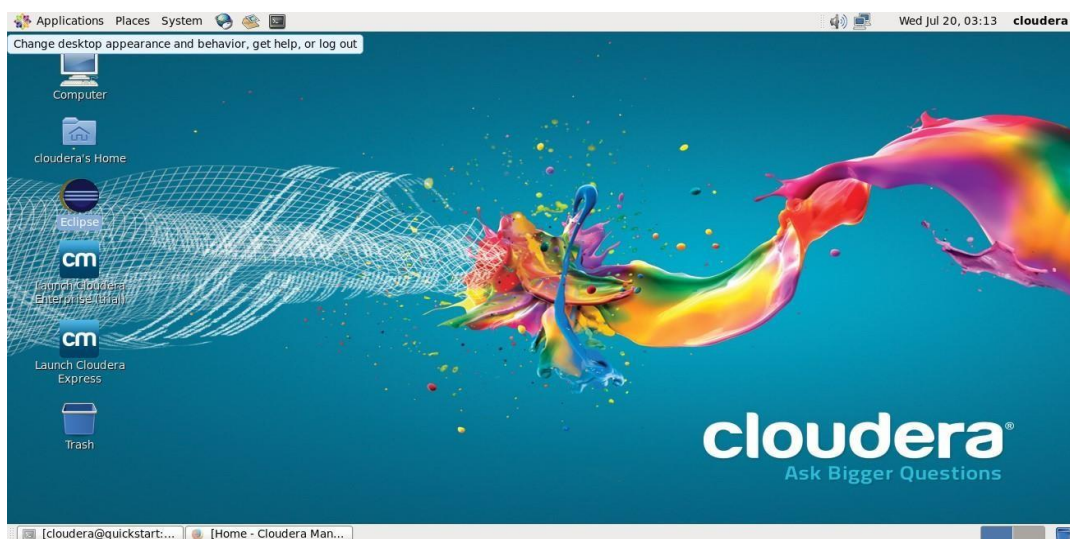 Applications Places System
Wed Jul 20, 03:13 cloudera
Change desktop appearance and behavior, get help, or log out
Computer
cloudera's Home
Eclipse
cm
Launch Cloudera
Enterprise (trial)
cm
Launch Cloudera
Express
Trash
cloudera®
Ask Bigger Questions
[cloudera@quickstart:...
[Home - Cloudera Man...